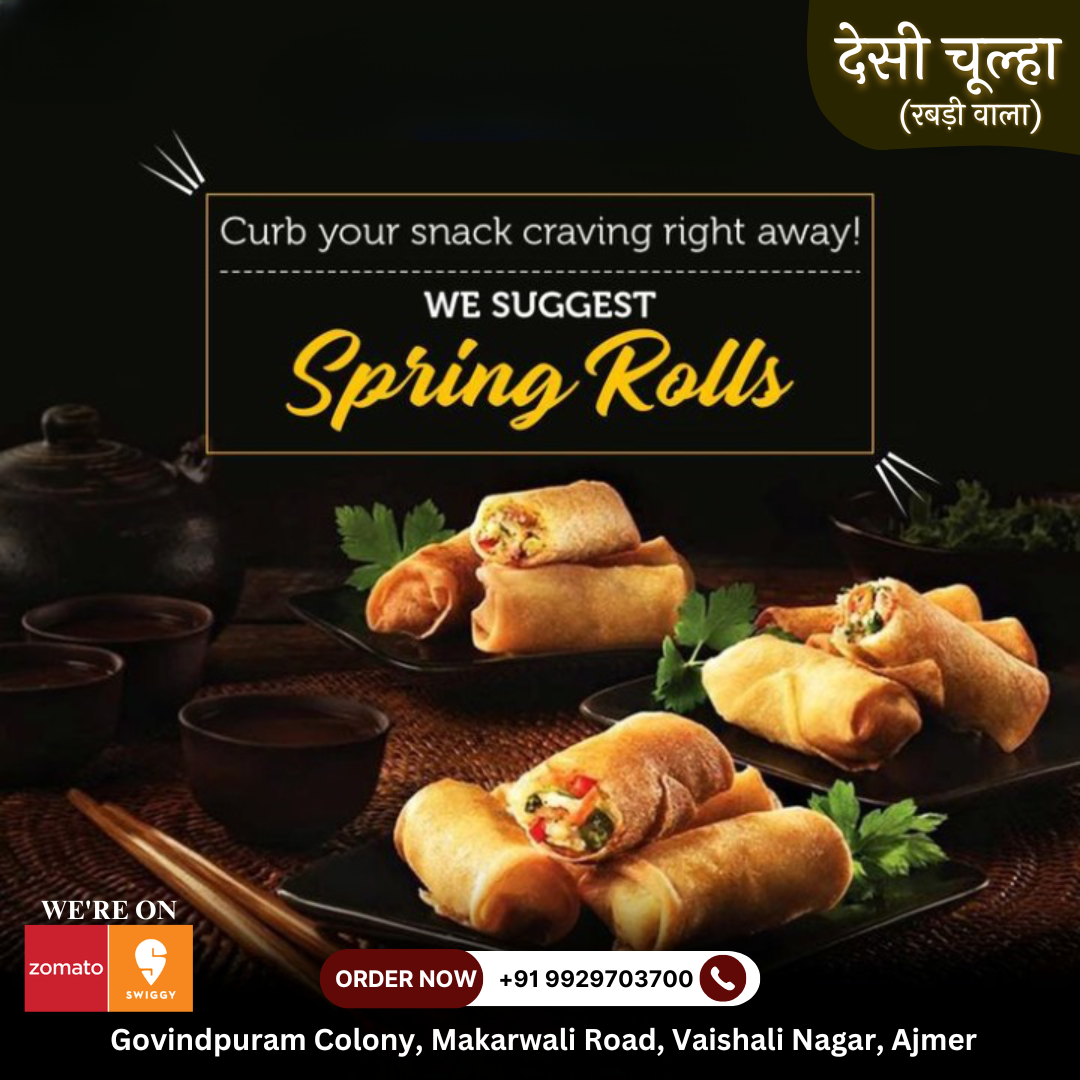 देसी चूल्हा
(रबड़ी वाला)
Curb your snack craving right away!
WE SUGGEST
Spring Rolls
WE'RE ON
zomato
SWIGGY
ORDER NOW +91 9929703700
Govindpuram Colony, Makarwali Road, Vaishali Nagar, Ajmer